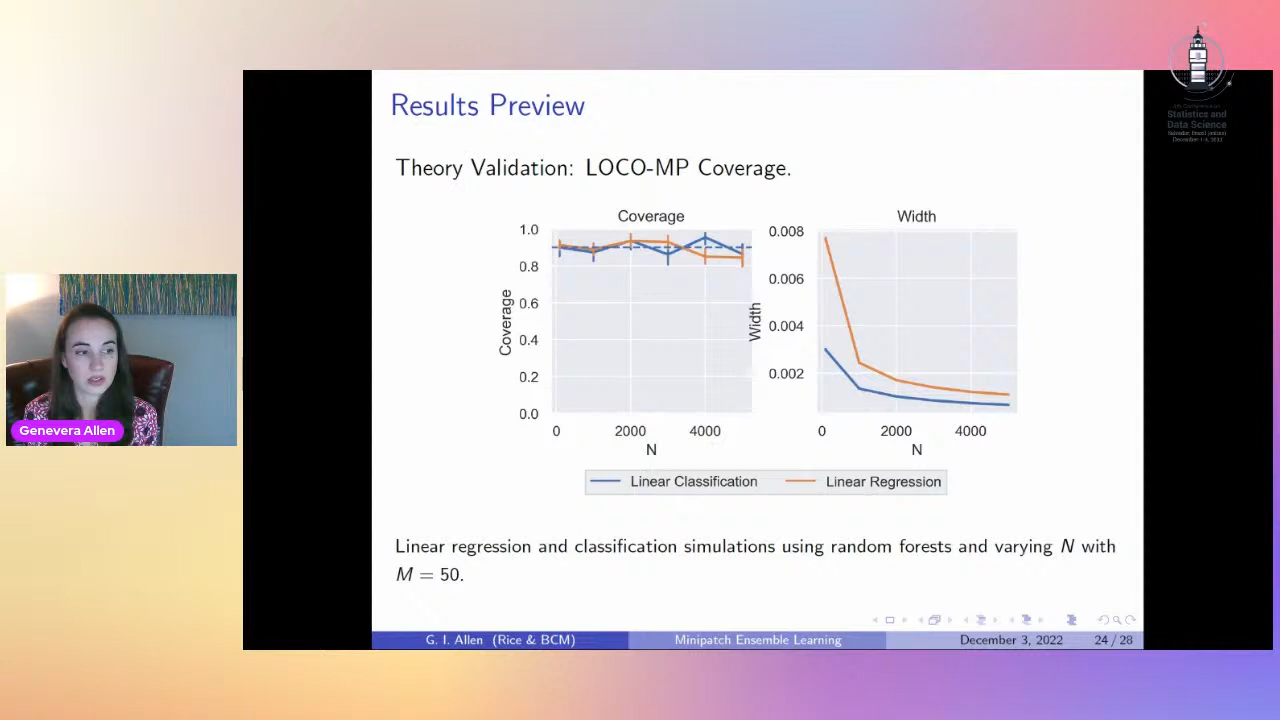 Results Preview
Theory Validation: LOCO-MP Coverage.
Coverage
Width
1.0
0.8
0.6
0.4
0.2
0.0
Coverage
0
2000
4000
N
0.008
0.006
0.004
0.002
Width
0
2000
4000
N
Linear Classification
Linear Regression
Linear regression and classification simulations using random forests and varying N with
M = 50.
G. I. Allen (Rice & BCM)
Minipatch Ensemble Learning
December 3, 2022
24 / 28
Genevera Allen
Statistics and
Data Science